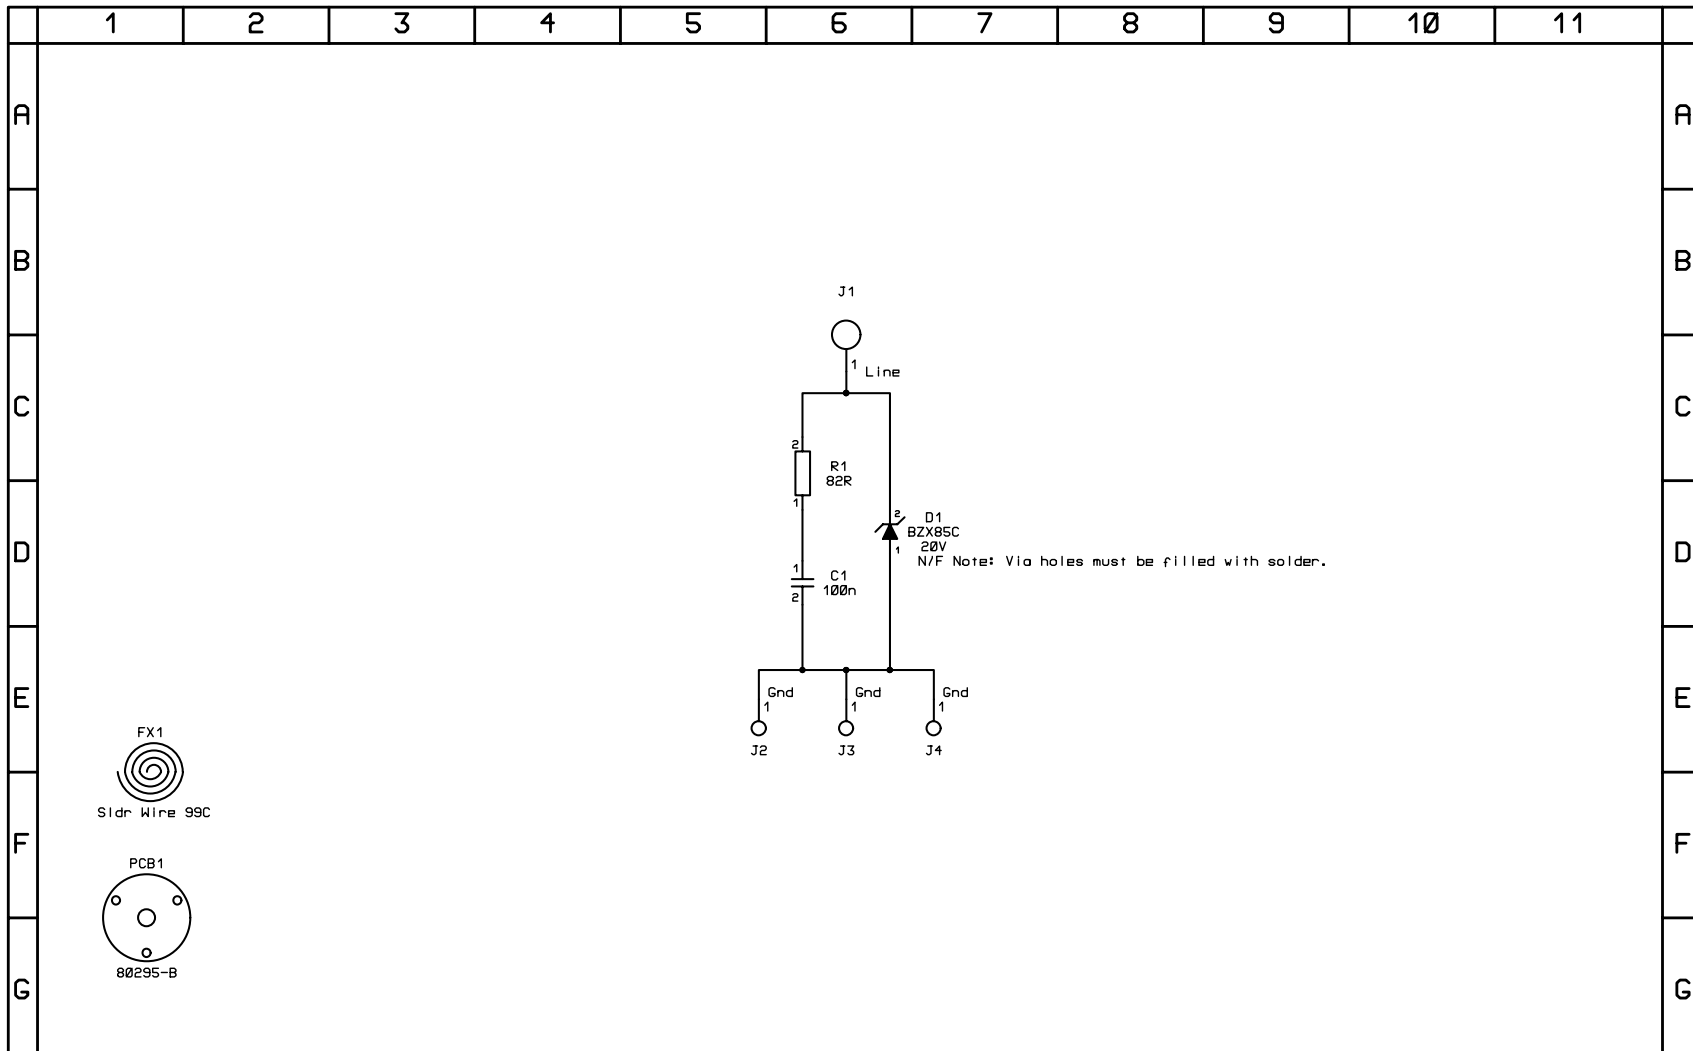 1 2 3 4 5 6 7 8 9 10 11
A A
B B
J1
1 Line
C C
2
R1
82R
1
2 D1
BZX85C
20V
1
N/F Note: Via holes must be filled with solder.
D D
1 C1
100n
2
E E
Gnd Gnd Gnd
1 1 1
J2 J3 J4
FX1
Sldr Wire 99C
F F
PCB1
80295-B
G G